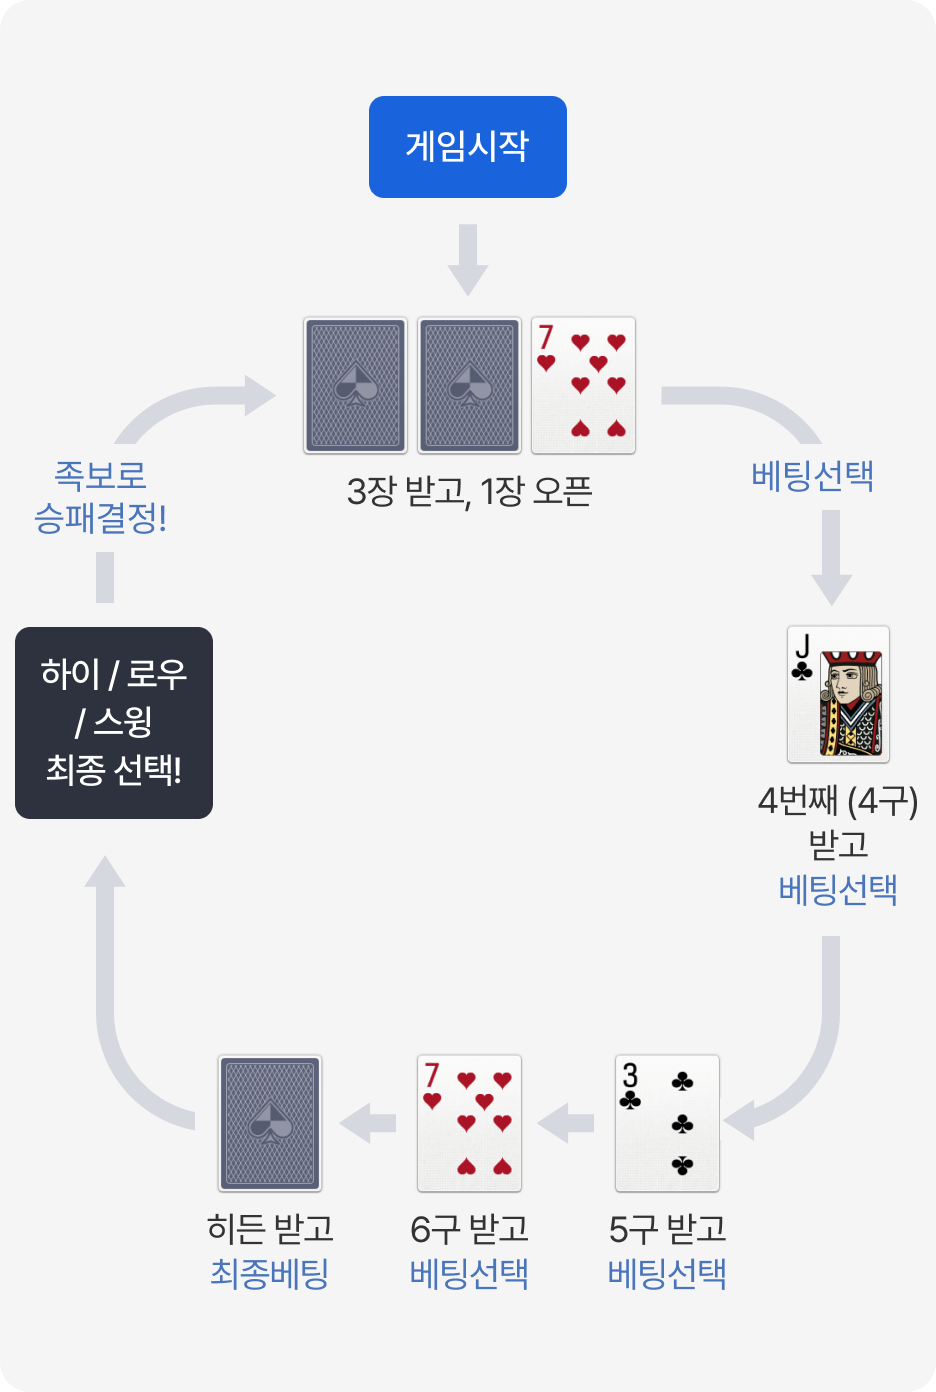 게임시작
7
3장 받고, 1장 오픈
베팅선택
J
4번째 (4구)
받고
베팅선택
3
5구 받고
베팅선택
7
6구 받고
베팅선택
히든 받고
최종베팅
하이 / 로우
/ 스윙
최종 선택!
족보로
승패결정!